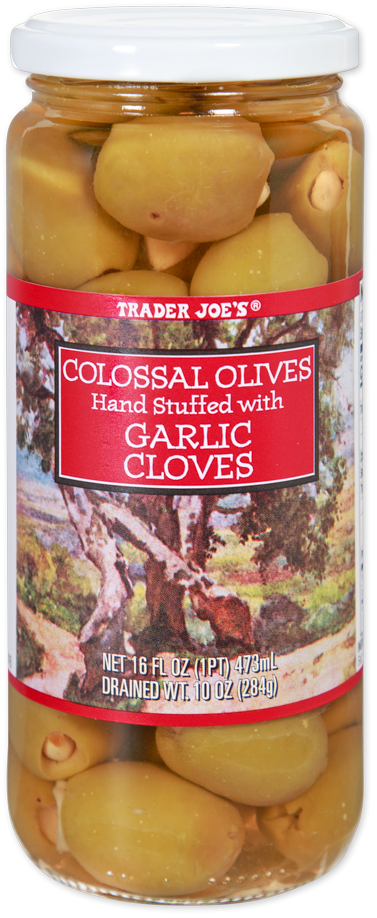 TRADER JOE'S®
COLOSSAL OLIVES
Hand Stuffed with
GARLIC
CLOVES
NET 16 FL OZ (1PT) 473mL
DRAINED WT. 10 OZ (284g)